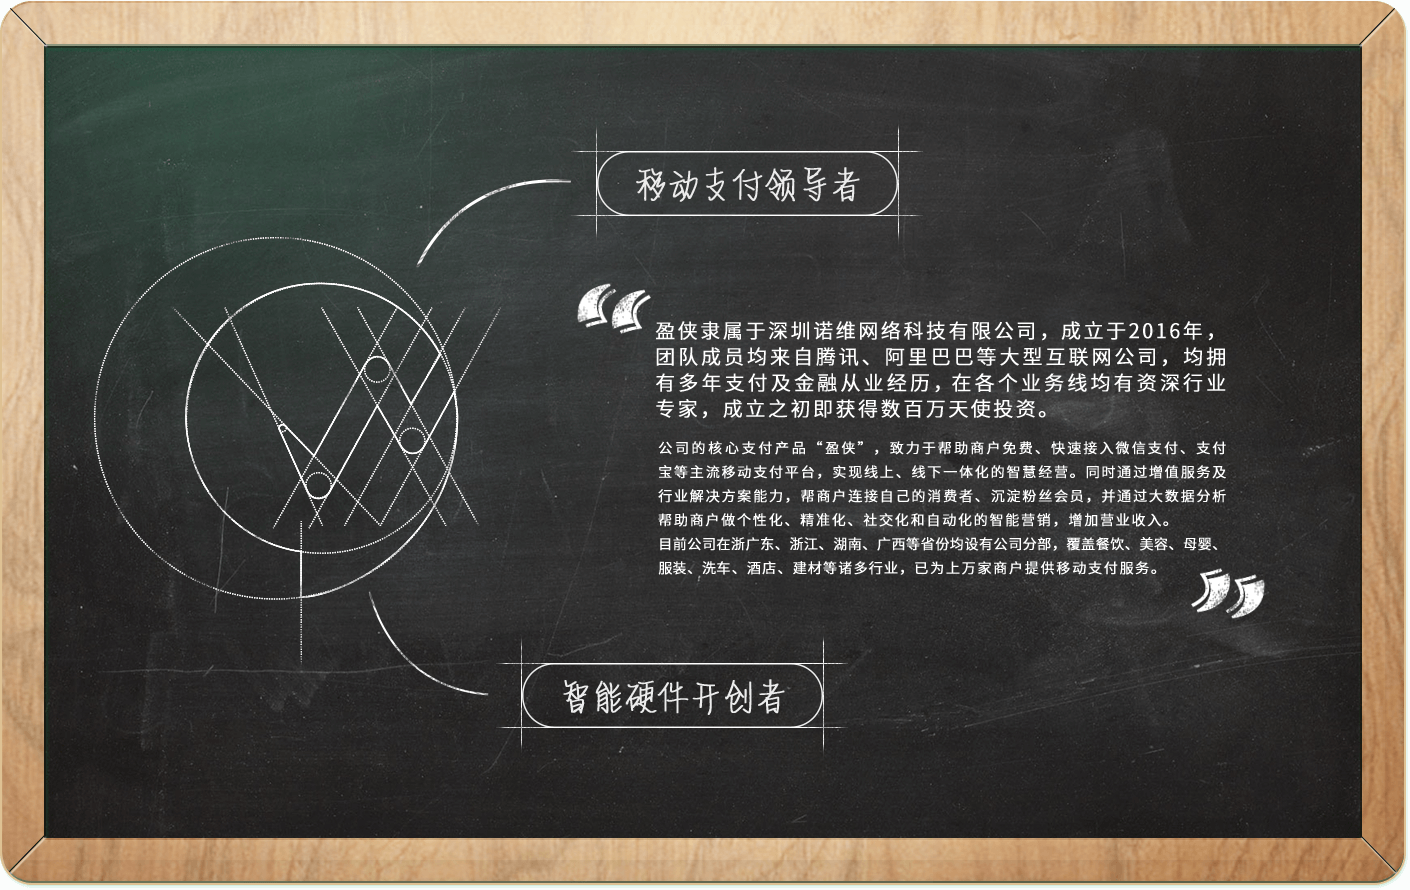 移动支付领导者
盈侠隶属于深圳诺维网络科技有限公司，成立于2016年，
团队成员均来自腾讯、阿里巴巴等大型互联网公司，均拥
有多年支付及金融从业经历，在各个业务线均有资深行业
专家，成立之初即获得数百万天使投资。
公司的核心支付产品“盈侠”，致力于帮助商户免费、快速接入微信支付、支付
宝等主流移动支付平台，实现线上、线下一体化的智慧经营。同时通过增值服务及
行业解决方案能力，帮商户连接自己的消费者、沉淀粉丝会员，并通过大数据分析
帮助商户做个性化、精准化、社交化和自动化的智能营销，增加营业收入。
目前公司在浙广东、浙江、湖南、广西等省份均设有公司分部，覆盖餐饮、美容、母婴、
服装、洗车、酒店、建材等诸多行业，已为上万家商户提供移动支付服务。
智能硬件开创者